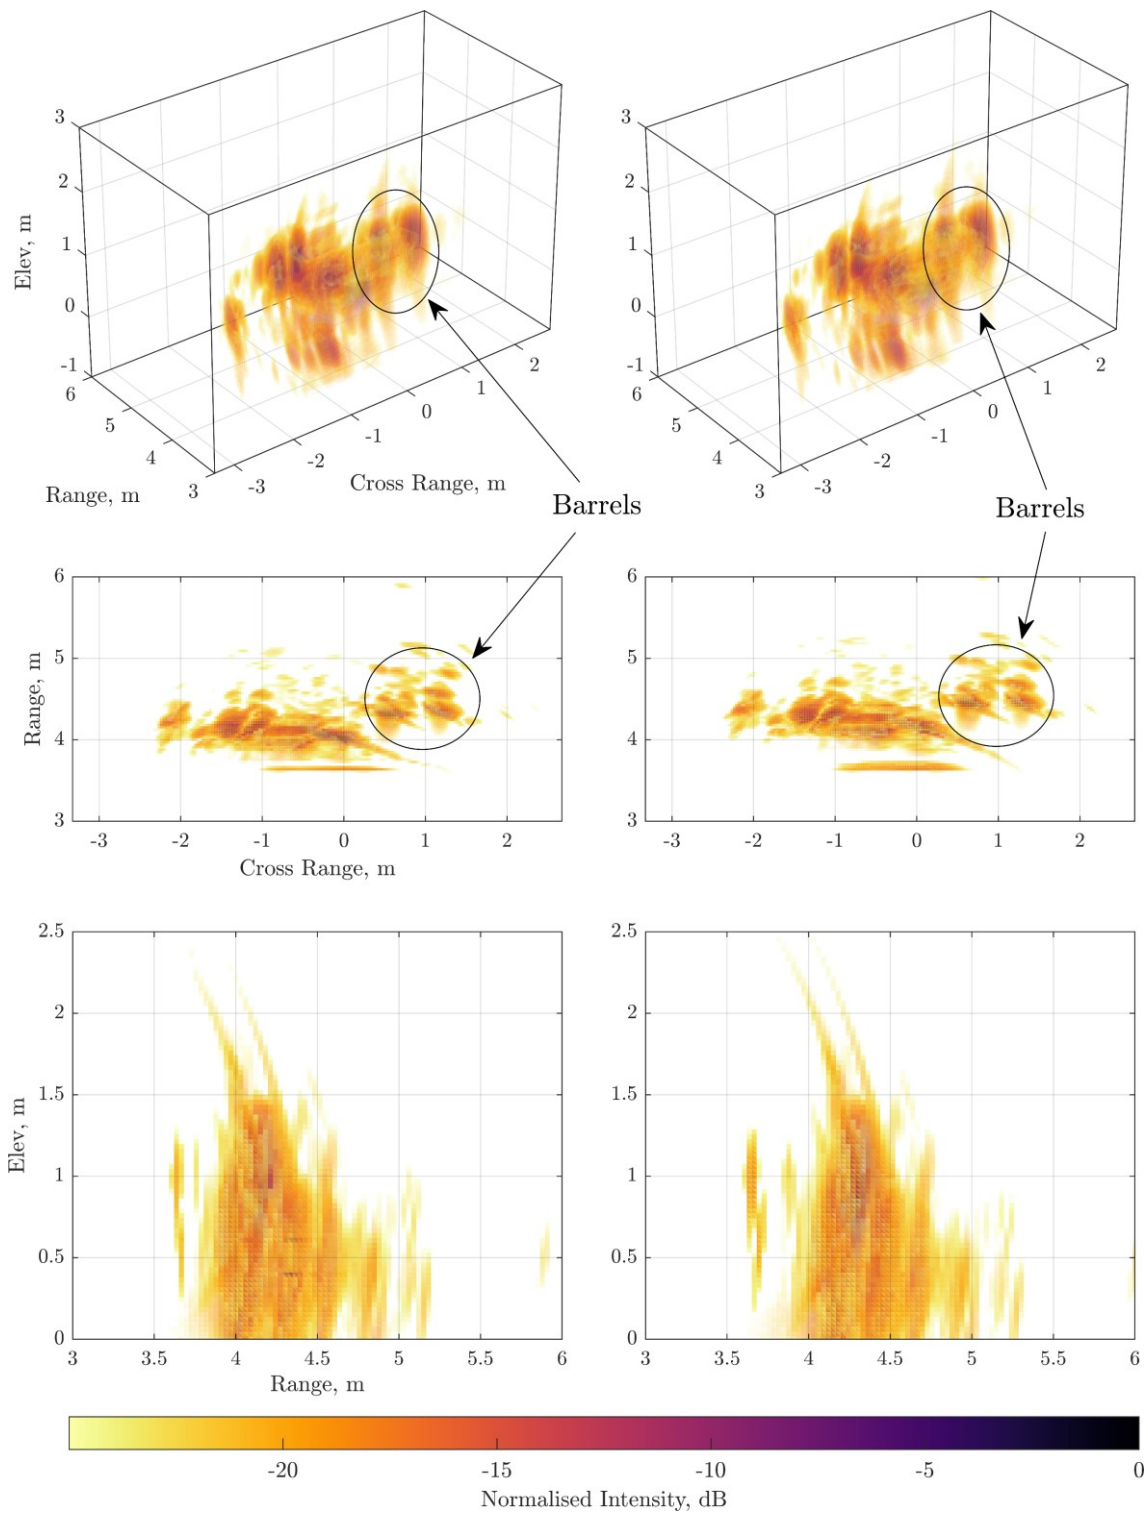 3 3
2 2
Elev, m
1 1
0 0
-1 -1
6 6
5 5
4 4
3 3
-3 -2 -1 0 1 2
-3 -2 -1 0 1 2
Range, m
Cross Range, m
Barrels
Barrels
6 6
5 5
Range, m
4 4
3 3
-3 -2 -1 0 1 2
-3 -2 -1 0 1 2
Cross Range, m
2.5 2.5
2 2
1.5 1.5
Elev, m
1 1
0.5 0.5
0 0
3 3.5 4 4.5 5 5.5 6
3 3.5 4 4.5 5 5.5 6
Range, m
-20 -15 -10 -5 0
Normalised Intensity, dB